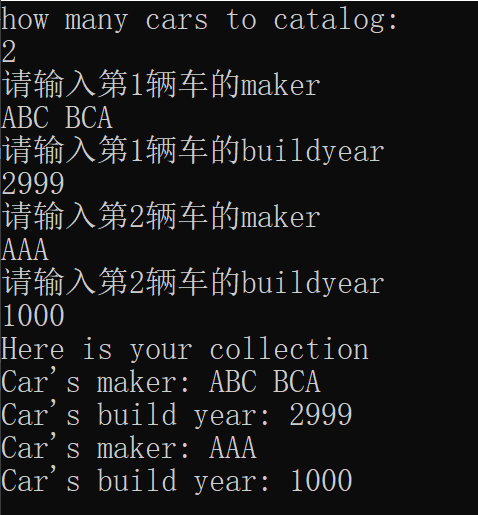 how many cars to catalog:
2
请输入第1辆车的maker
ABC BCA
请输入第1辆车的buildyear
2999
请输入第2辆车的maker
AAA
请输入第2辆车的buildyear
1000
Here is your collection
Car's maker: ABC BCA
Car's build year: 2999
Car's maker: AAA
Car's build year: 1000